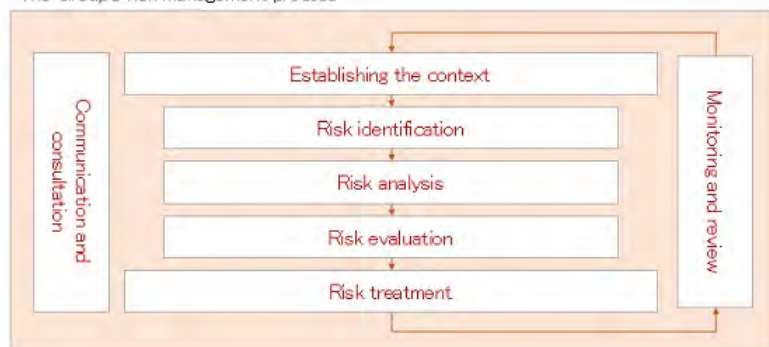 Communication and
consultation
Establishing the context
Risk identification
Risk analysis
Risk evaluation
Risk treatment
Monitoring and review